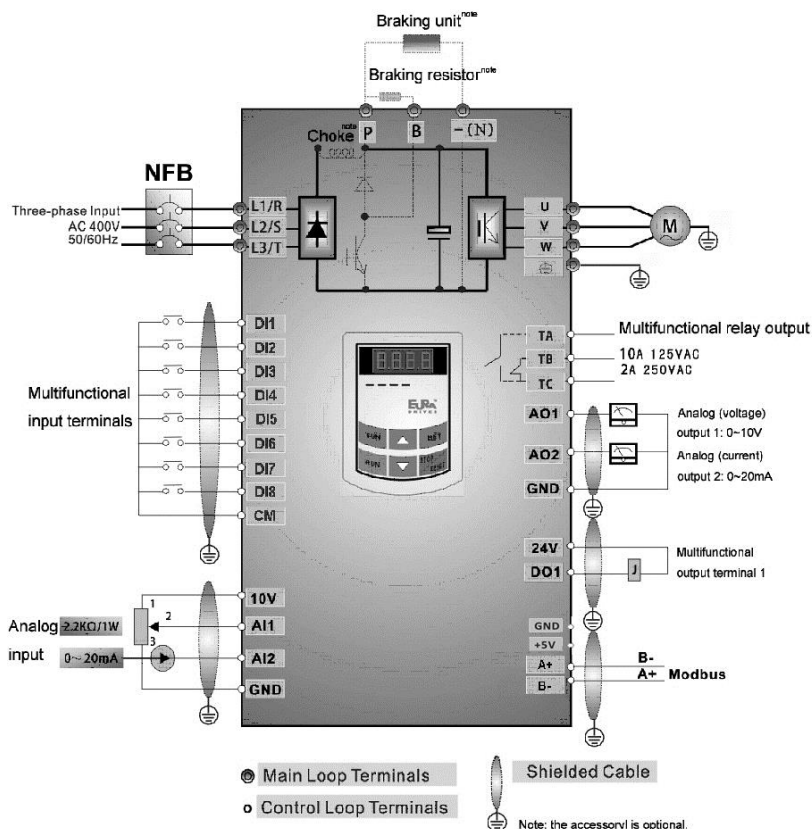 Braking unit note
Braking resistor note
Choke note
P
B
-(N)
NFB
Three-phase Input
AC 400V
50/60Hz
L1/R
L2/S
L3/T
U
V
W
M
DI1
DI2
DI3
DI4
DI5
DI6
DI7
DI8
CM
Multifunctional
input terminals
EURA
DRIVES
RUN
TA
TB
TC
Multifunctional relay output
10A 125VAC
2A 250VAC
AO1
AO2
GND
Analog (voltage)
output 1: 0~10V
Analog (current)
output 2: 0~20mA
24V
DO1
J
Multifunctional
output terminal 1
10V
AI1
AI2
GND
1
2
3
Analog
input
2.2KΩ/1W
0~20mA
GND
+5V
A+
B-
B-
A+
Modbus
Main Loop Terminals
Control Loop Terminals
Shielded Cable
Note: the accessoryl is optional.